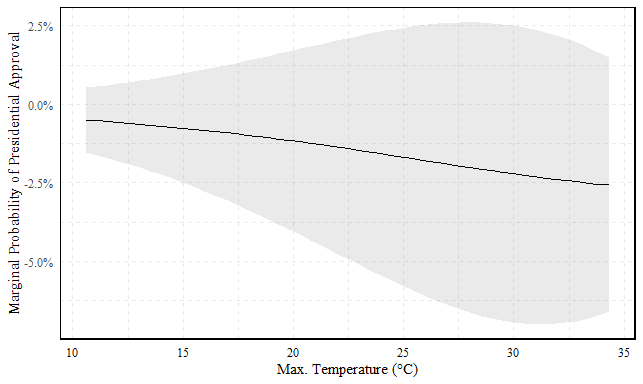 Marginal Probability of Presidential Approval
2.5%
0.0%
-2.5%
-5.0%
10 15 20 25 30 35
Max. Temperature (°C)